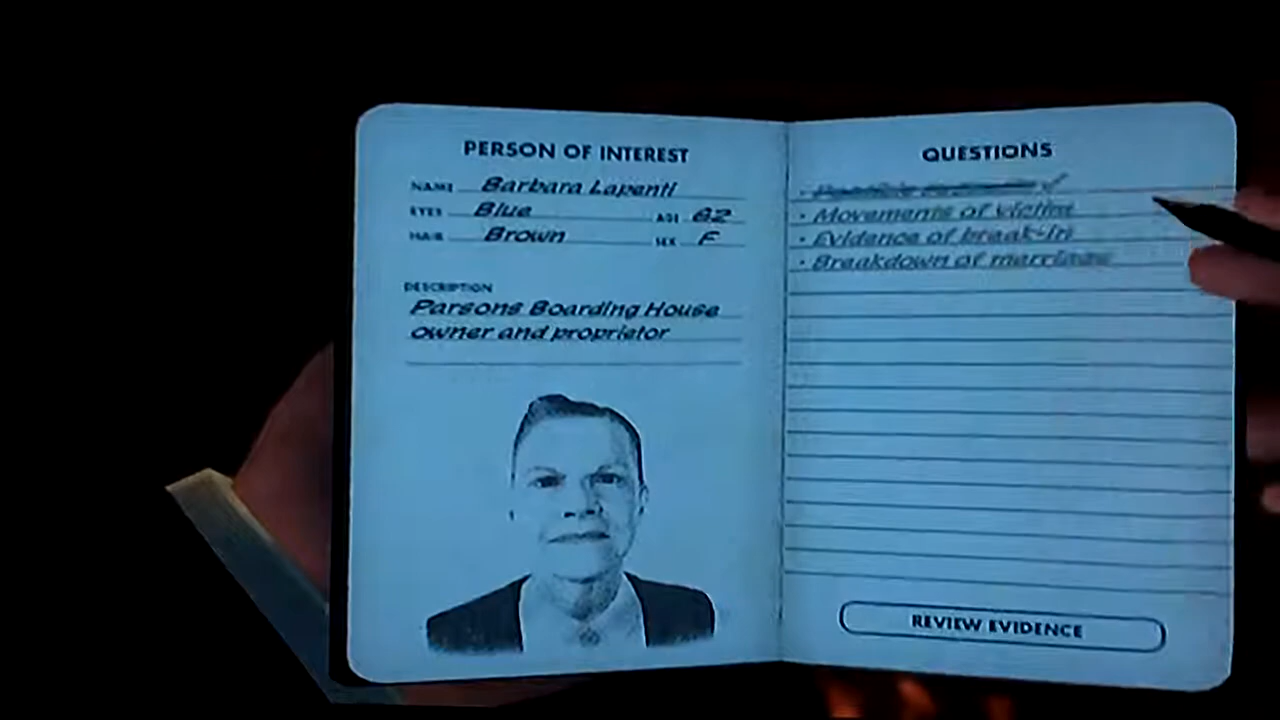 PERSON OF INTEREST
NAME Barbara Lapenti
EYES Blue AGE 62
HAIR Brown SEX F
DESCRIPTION
Parsons Boarding House
owner and proprietor
QUESTIONS
• Movements of victim
• Evidence of break-in
• Breakdown of marriage
REVIEW EVIDENCE